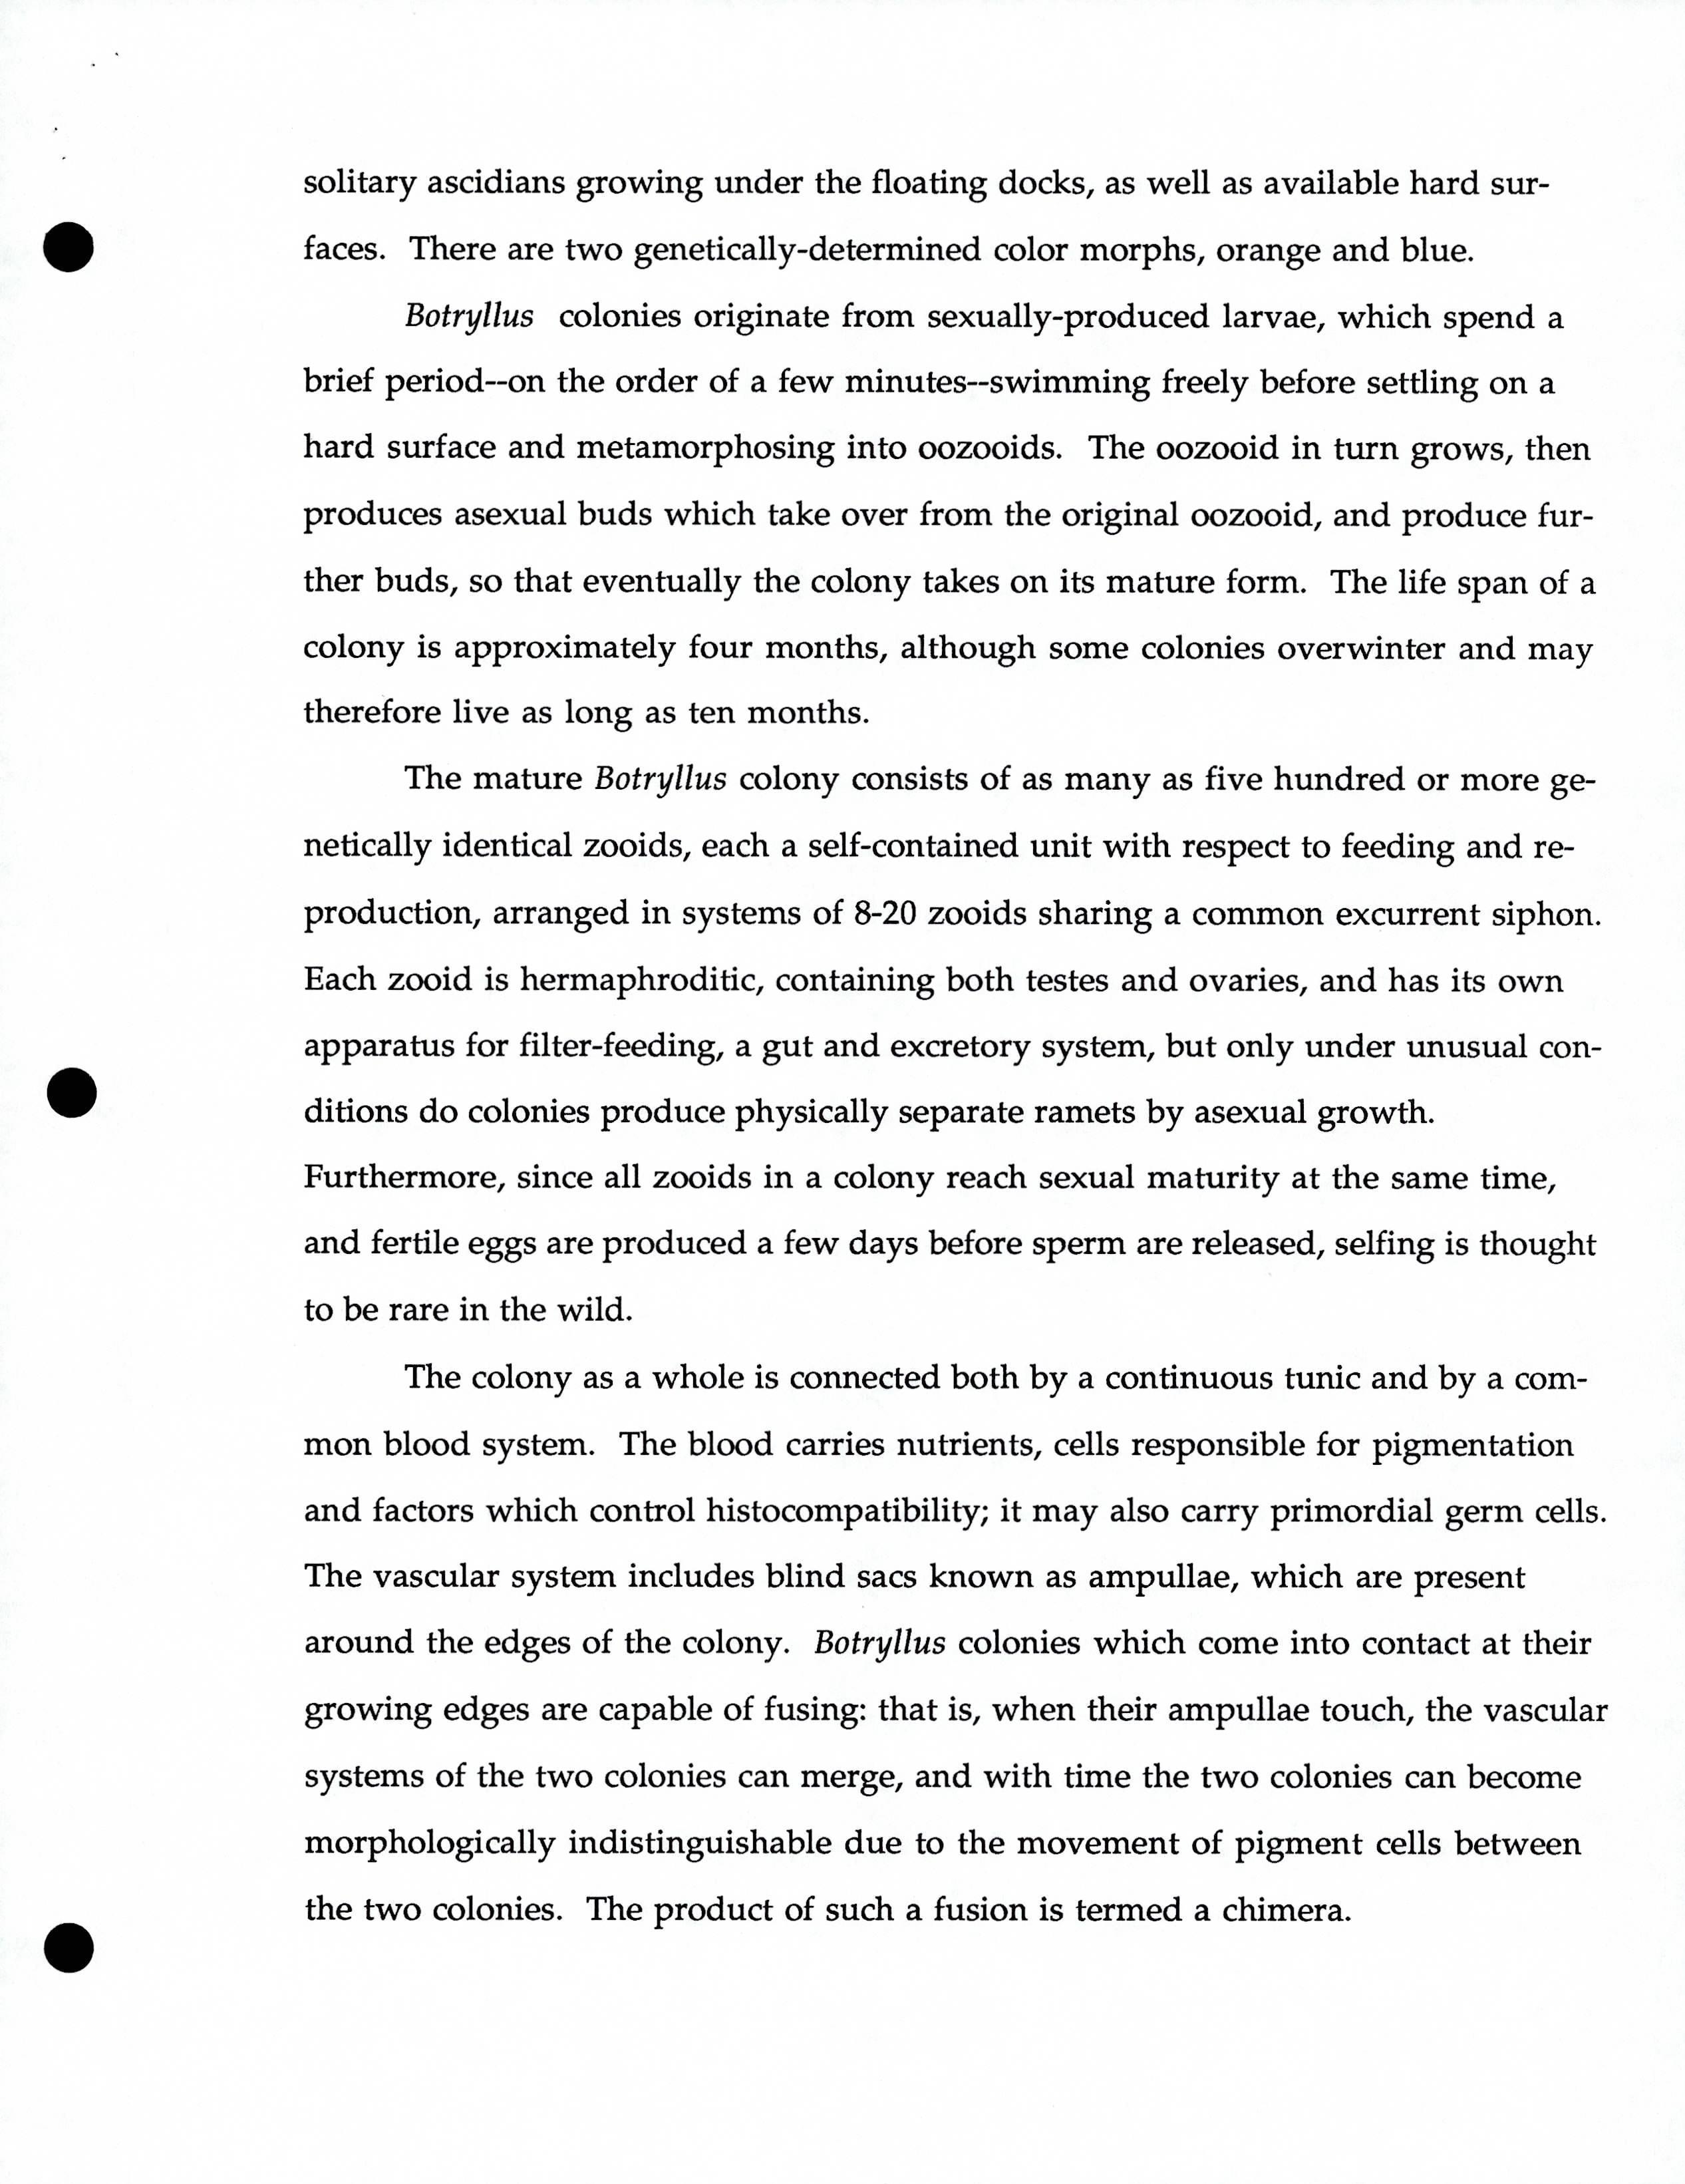 solitary ascidians growing under the floating docks, as well as available hard sur-
faces. There are two genetically-determined color morphs, orange and blue.
Botryllus colonies originate from sexually-produced larvae, which spend a
brief period--on the order of a few minutes--swimming freely before settling on a
hard surface and metamorphosing into oozooids. The oozooid in turn grows, then
produces asexual buds which take over from the original oozooid, and produce fur-
ther buds, so that eventually the colony takes on its mature form. The life span of a
colony is approximately four months, although some colonies overwinter and may
therefore live as long as ten months.
The mature Botryllus colony consists of as many as five hundred or more ge-
netically identical zooids, each a self-contained unit with respect to feeding and re-
production, arranged in systems of 8-20 zooids sharing a common excurrent siphon.
Each zooid is hermaphroditic, containing both testes and ovaries, and has its own
apparatus for filter-feeding, a gut and excretory system, but only under unusual con-
ditions do colonies produce physically separate ramets by asexual growth.
Furthermore, since all zooids in a colony reach sexual maturity at the same time,
and fertile eggs are produced a few days before sperm are released, selfing is thought
to be rare in the wild.
The colony as a whole is connected both by a continuous tunic and by a com-
mon blood system. The blood carries nutrients, cells responsible for pigmentation
and factors which control histocompatibility; it may also carry primordial germ cells.
The vascular system includes blind sacs known as ampullae, which are present
around the edges of the colony. Botryllus colonies which come into contact at their
growing edges are capable of fusing: that is, when their ampullae touch, the vascular
systems of the two colonies can merge, and with time the two colonies can become
morphologically indistinguishable due to the movement of pigment cells between
the two colonies. The product of such a fusion is termed a chimera.